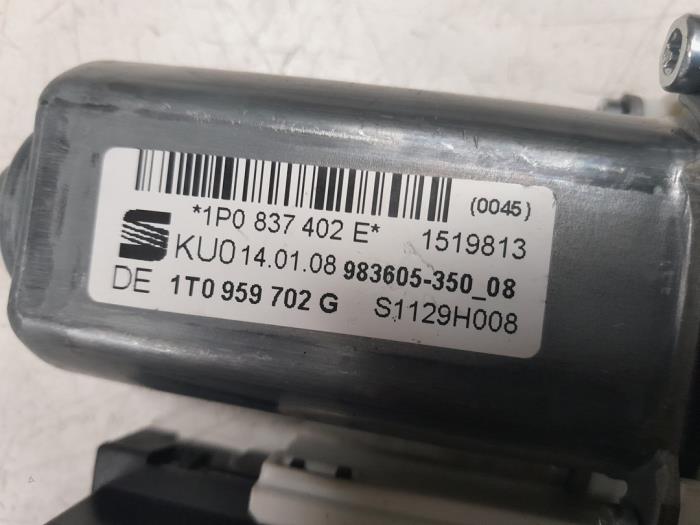 (0045)
*1P0 837 402 E* 1519813
KU0 14.01.08 983605-350_08
DE 1T0 959 702 G S1129H008